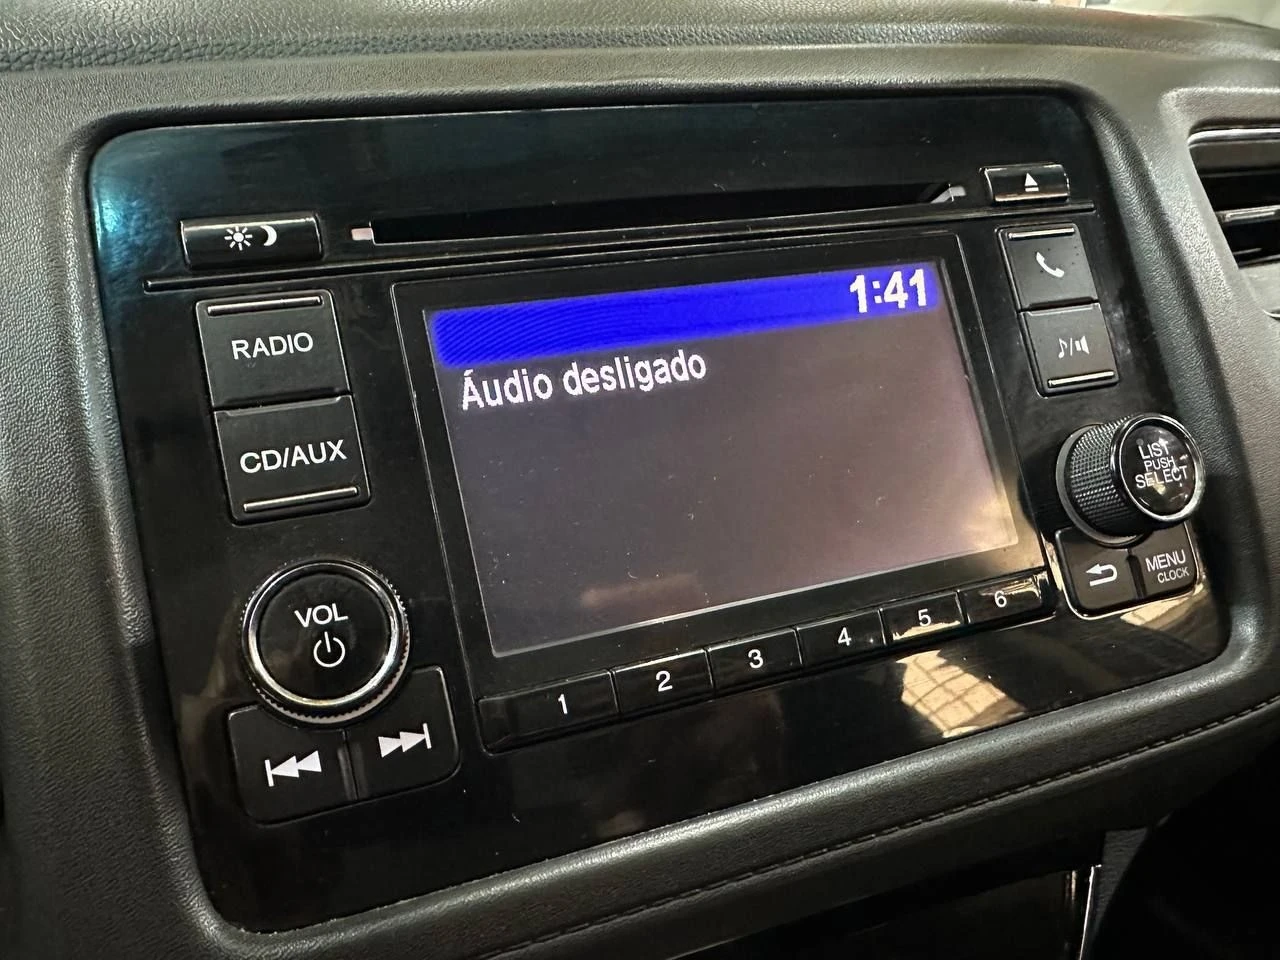 1:41
Áudio desligado
RADIO
CD/AUX
VOL
LIST
PUSH
SELECT
MENU
CLOCK
1 2 3 4 5 6